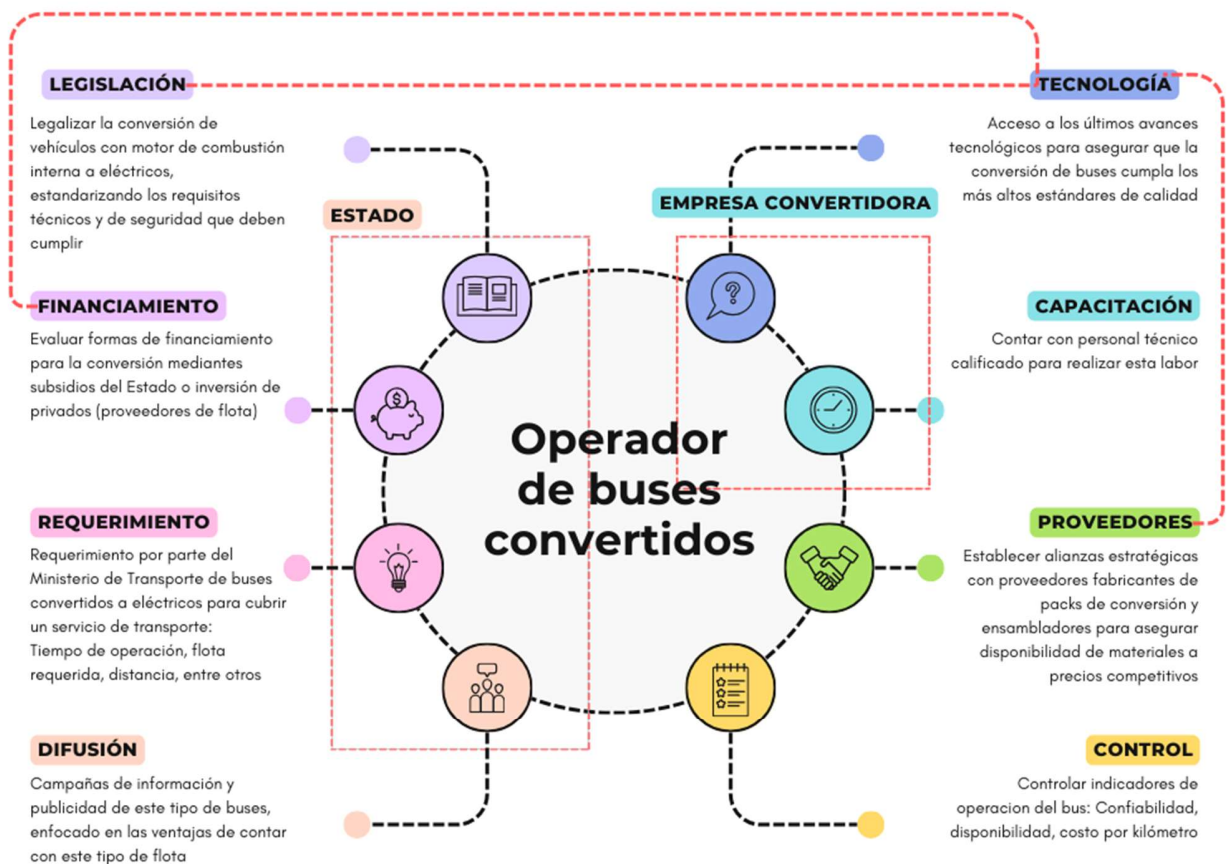 LEGISLACIÓN
Legalizar la conversión de
vehículos con motor de combustión
interna a eléctricos,
estandarizando los requisitos
técnicos y de seguridad que deben
cumplir
FINANCIAMIENTO
Evaluar formas de financiamiento
para la conversión mediantes
subsidios del Estado o inversión de
privados (proveedores de flota)
REQUERIMIENTO
Requerimiento por parte del
Ministerio de Transporte de buses
convertidos a eléctricos para cubrir
un servicio de transporte:
Tiempo de operación, flota
requerida, distancia, entre otros
DIFUSIÓN
Campañas de información y
publicidad de este tipo de buses,
enfocado en las ventajas de contar
con este tipo de flota
ESTADO
$
Operador
de buses
convertidos
EMPRESA CONVERTIDORA
?
TECNOLOGÍA
Acceso a los últimos avances
tecnológicos para asegurar que la
conversión de buses cumpla los
más altos estándares de calidad
CAPACITACIÓN
Contar con personal técnico
calificado para realizar esta labor
PROVEEDORES
Establecer alianzas estratégicas
con proveedores fabricantes de
packs de conversión y
ensambladores para asegurar
disponibilidad de materiales a
precios competitivos
CONTROL
Controlar indicadores de
operacion del bus: Confiabilidad,
disponibilidad, costo por kilómetro